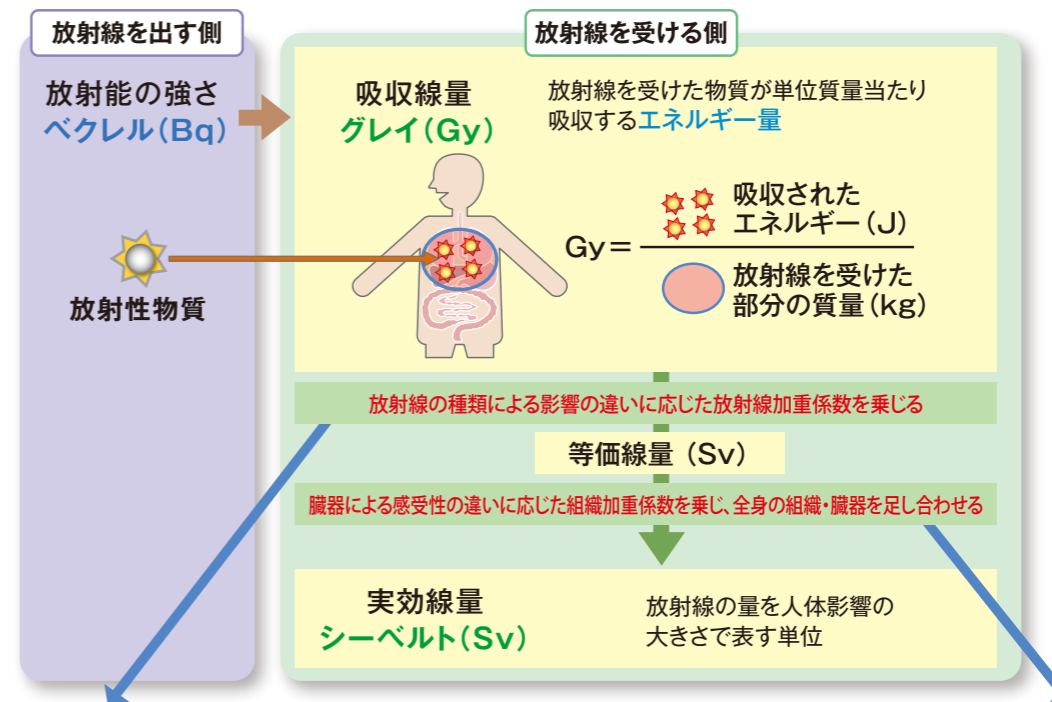 放射線を出す側
放射能の強さ
ベクレル(Bq)
放射性物質
放射線を受ける側
吸収線量
グレイ(Gy)
放射線を受けた物質が単位質量当たり
吸収するエネルギー量
Gy=
吸収された
エネルギー(J)
放射線を受けた
部分の質量(kg)
放射線の種類による影響の違いに応じた放射線加重係数を乗じる
等価線量(Sv)
臓器による感受性の違いに応じた組織加重係数を乗じ、全身の組織・臓器を足し合わせる
実効線量
シーベルト(Sv)
放射線の量を人体影響の
大きさで表す単位